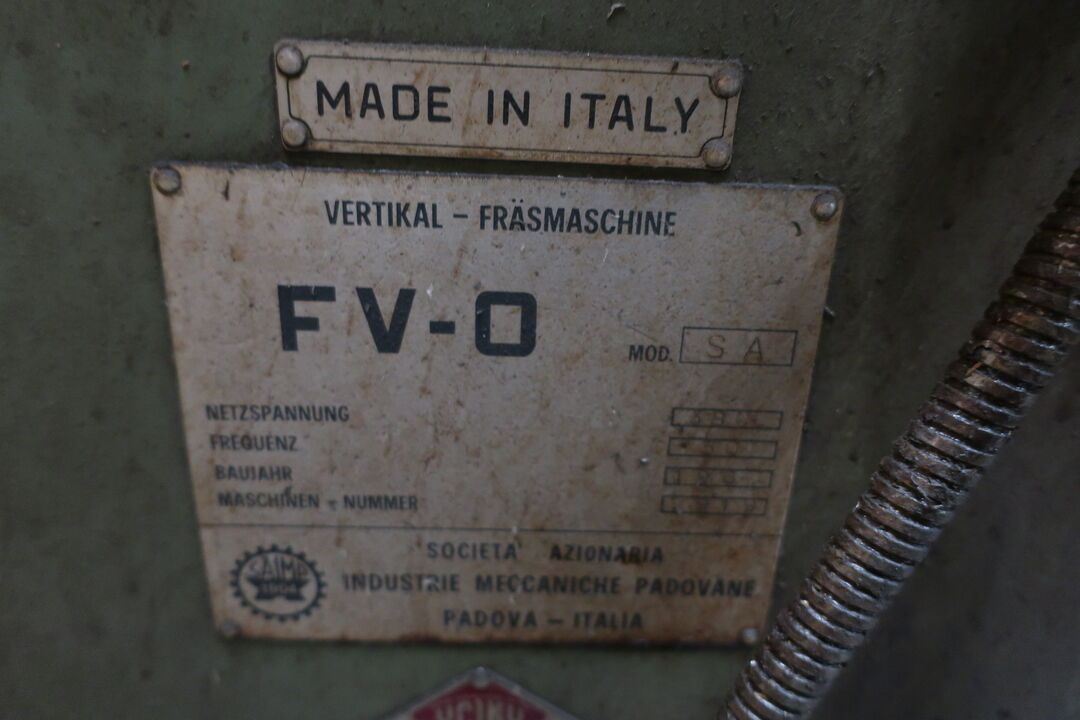 MADE IN ITALY
VERTIKAL - FRÄSMASCHINE
FV-0
MOD. SA
NETZSPANNUNG
FREQUENZ
BAUJAHR
MASCHINEN - NUMMER
SOCIETA' AZIONARIA
INDUSTRIE MECCANICHE PADOVANE
PADOVA - ITALIA
SAIMP